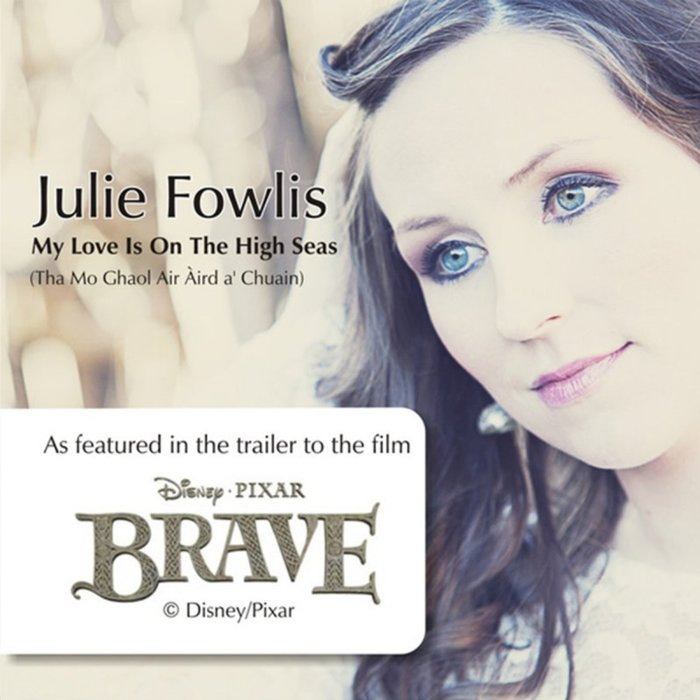 Julie Fowlis
My Love Is On The High Seas
(Tha Mo Ghaol Air Àird a' Chuain)
As featured in the trailer to the film
Disney · PIXAR
BRAVE
© Disney/Pixar